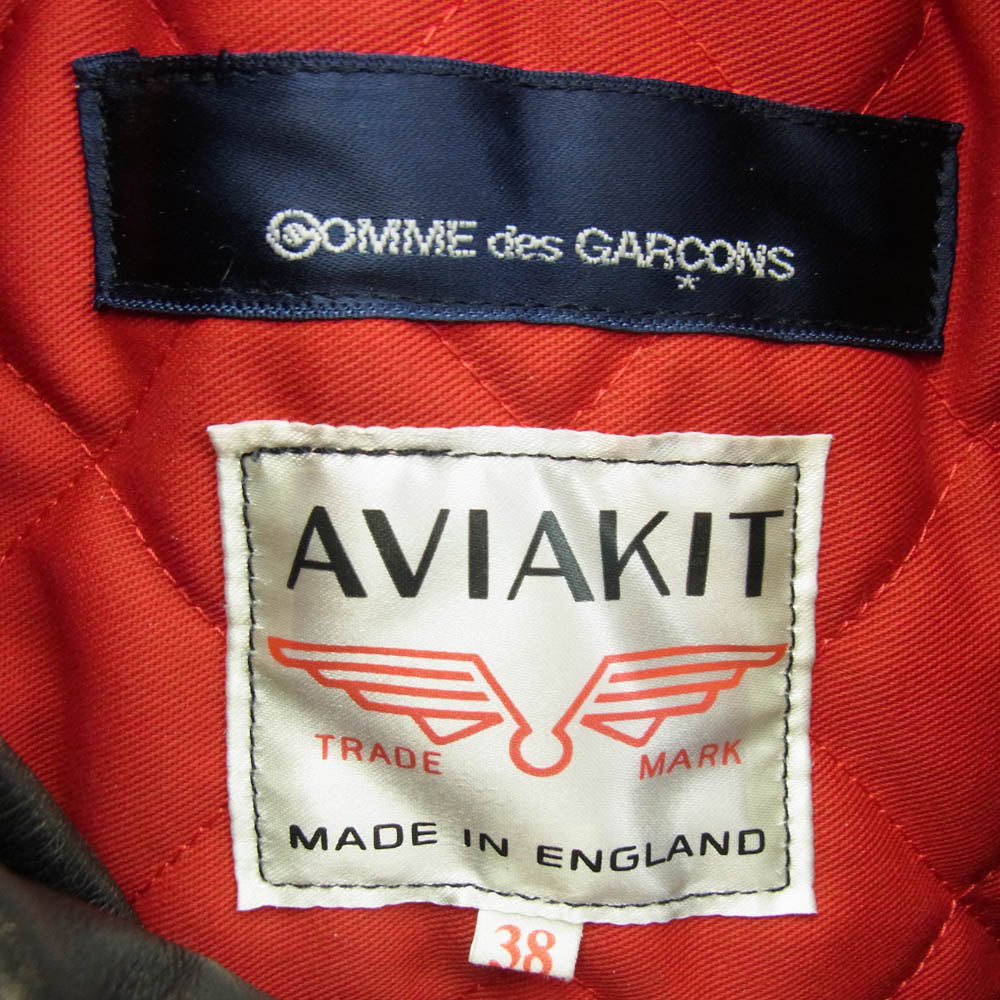 COMME des GARÇONS
*
AVIAKIT
TRADE MARK
MADE IN ENGLAND
38